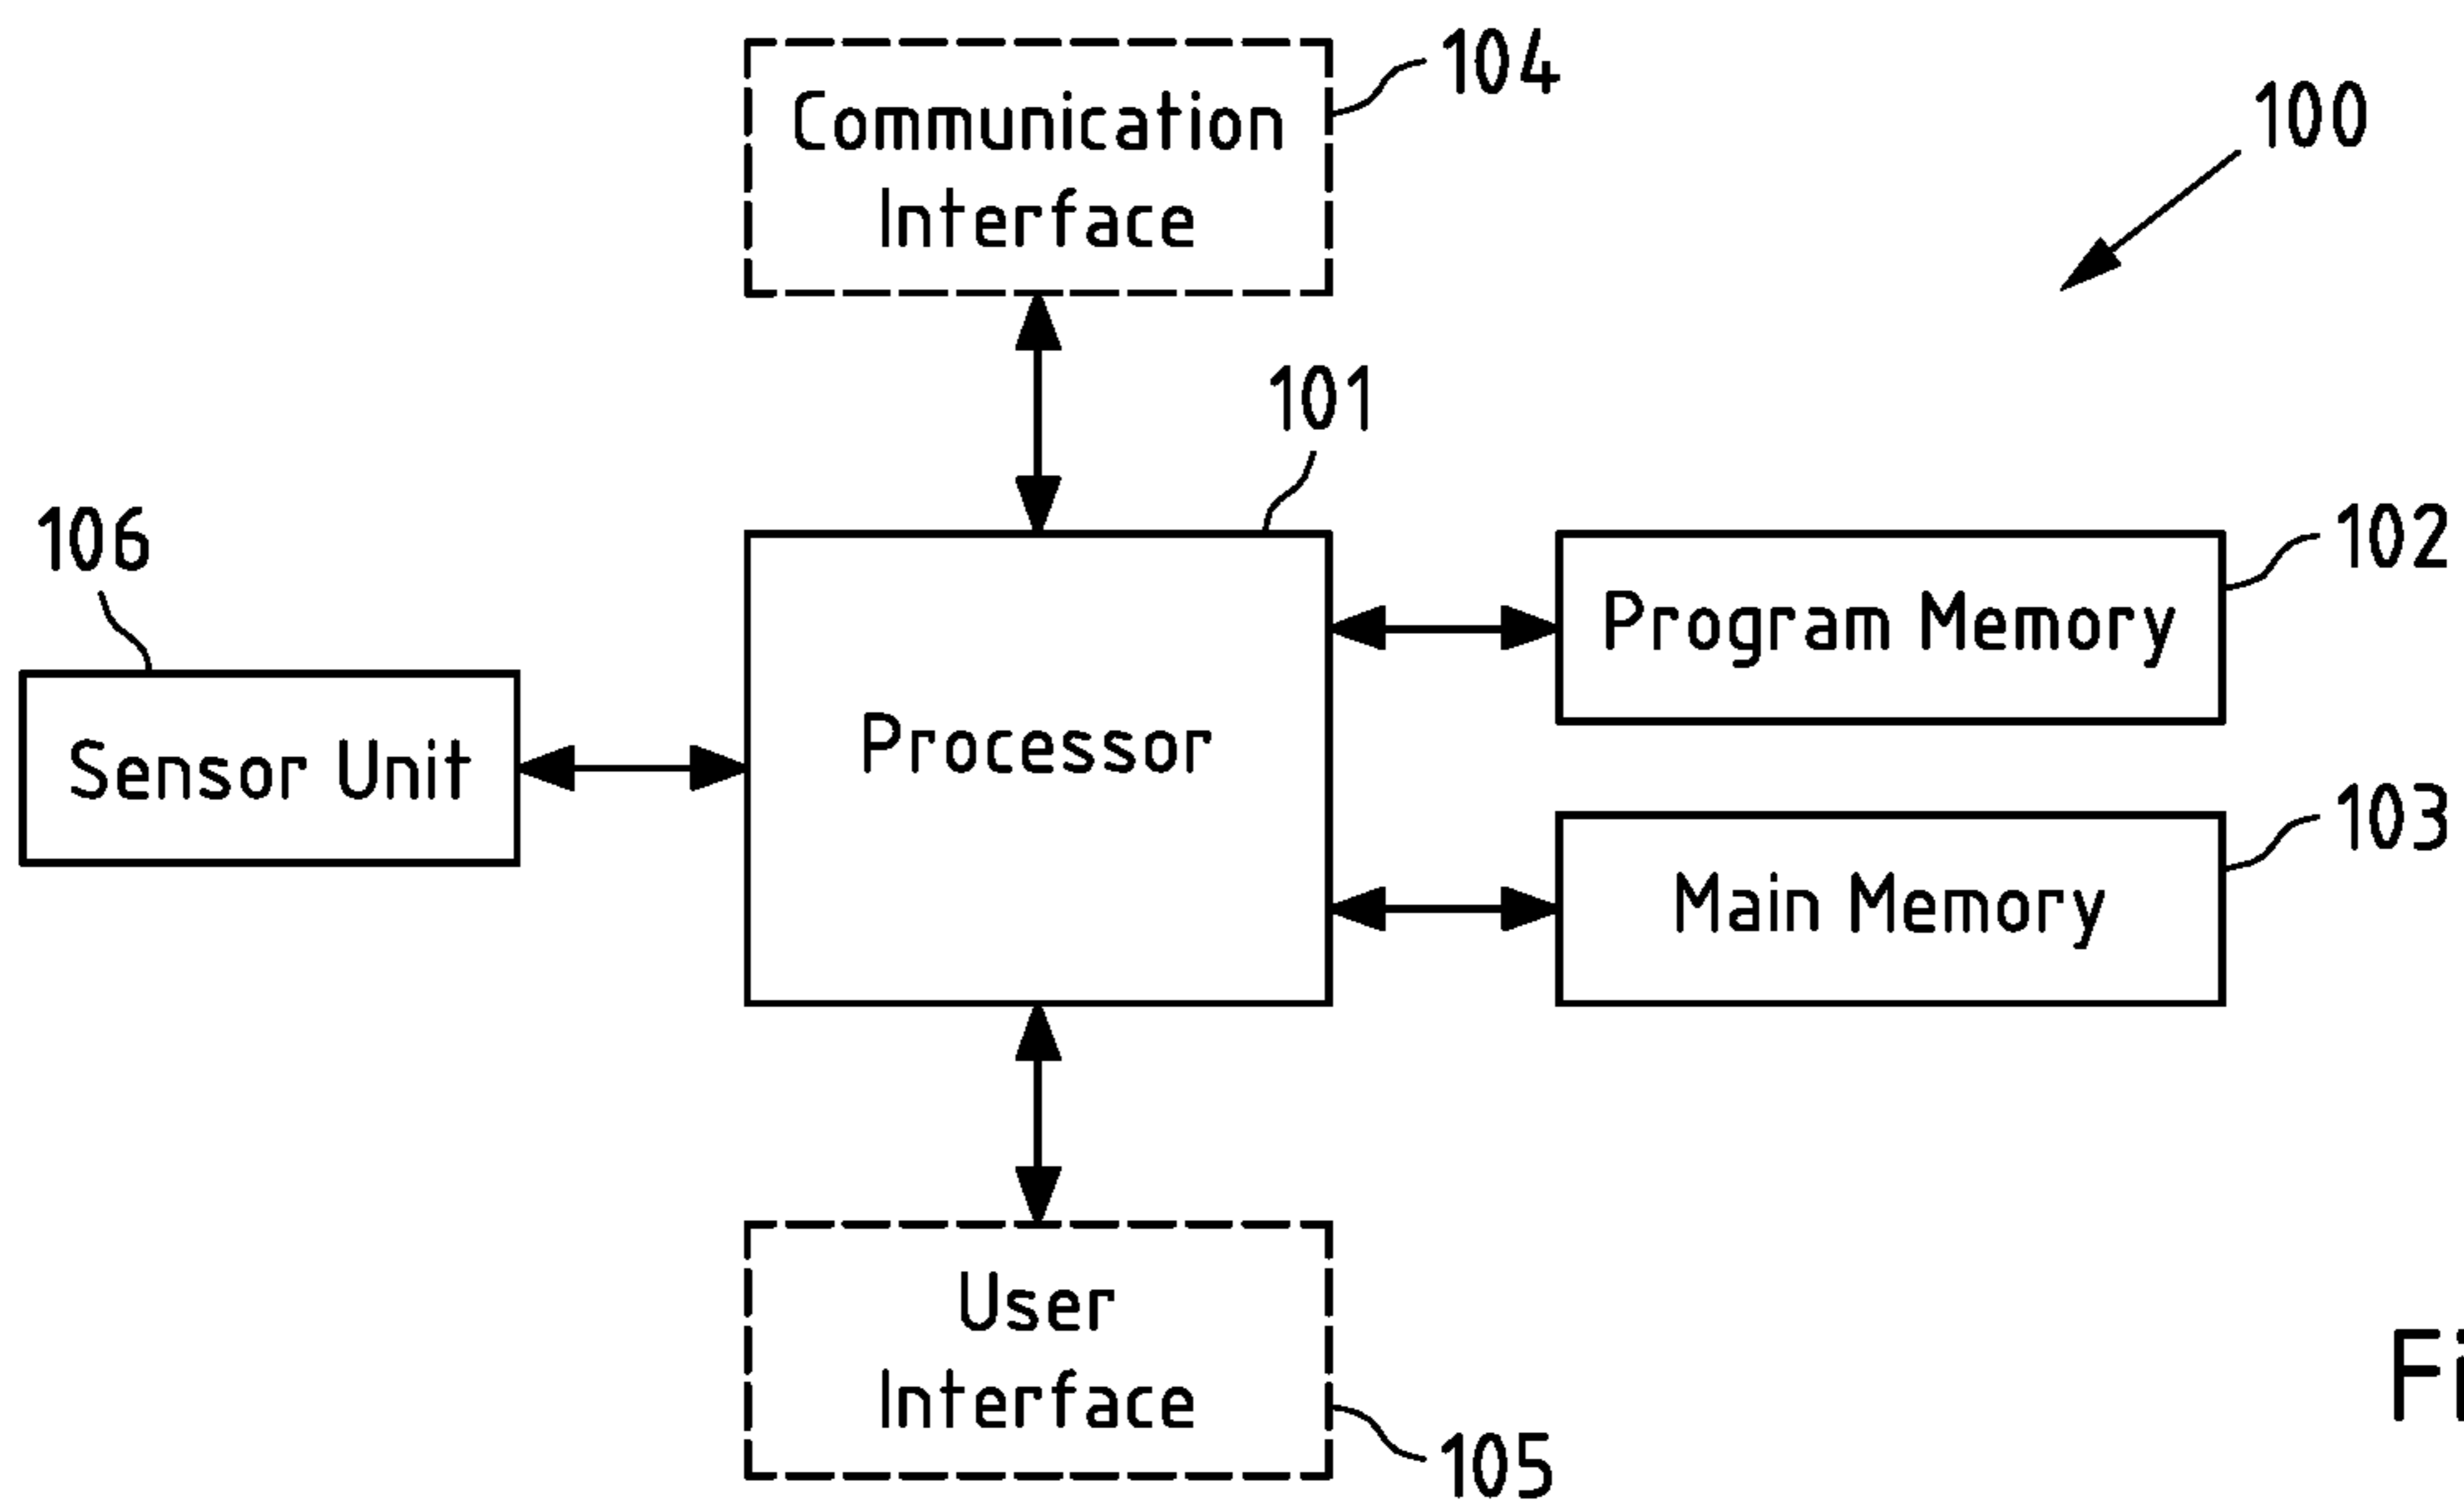 104
Communication
Interface
100
101
106
102
Program Memory
Processor
Sensor Unit
103
Main Memory
User
Interface
105